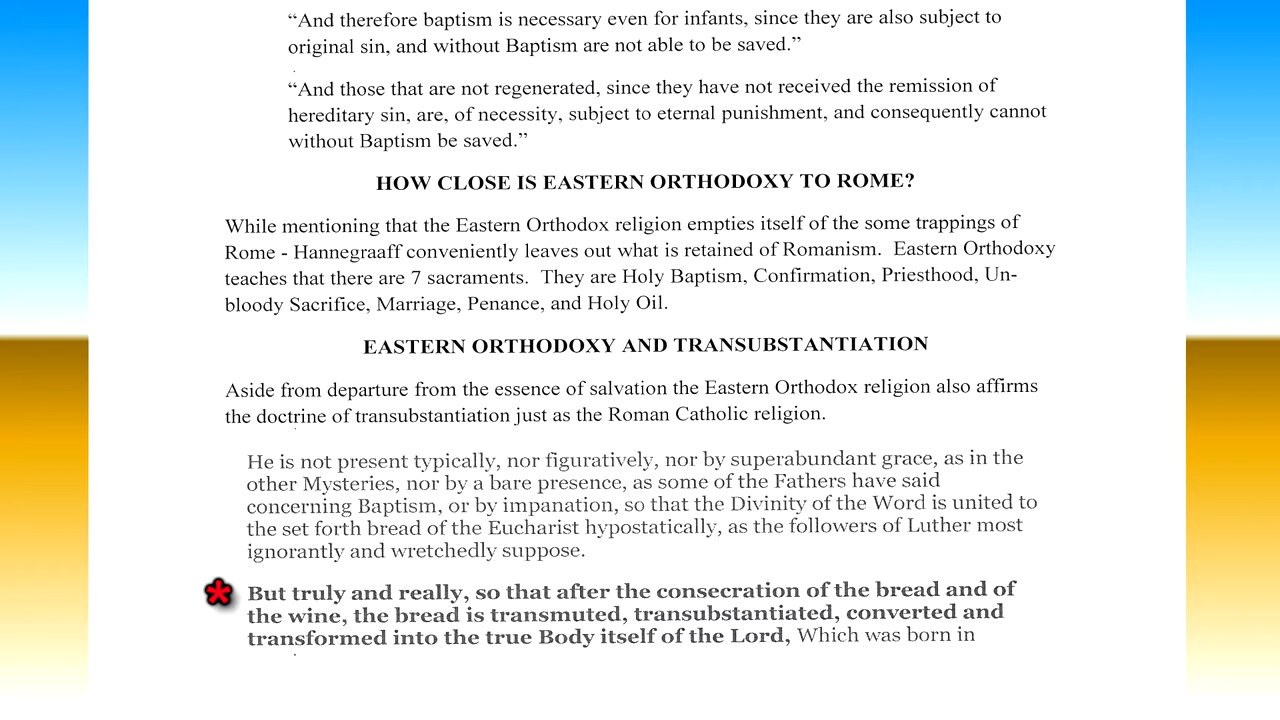 “And therefore baptism is necessary even for infants, since they are also subject to
original sin, and without Baptism are not able to be saved.”
“And those that are not regenerated, since they have not received the remission of
hereditary sin, are, of necessity, subject to eternal punishment, and consequently cannot
without Baptism be saved.”
HOW CLOSE IS EASTERN ORTHODOXY TO ROME?
While mentioning that the Eastern Orthodox religion empties itself of the some trappings of
Rome - Hannegraaff conveniently leaves out what is retained of Romanism. Eastern Orthodoxy
teaches that there are 7 sacraments. They are Holy Baptism, Confirmation, Priesthood, Un-
bloody Sacrifice, Marriage, Penance, and Holy Oil.
EASTERN ORTHODOXY AND TRANSUBSTANTIATION
Aside from departure from the essence of salvation the Eastern Orthodox religion also affirms
the doctrine of transubstantiation just as the Roman Catholic religion.
He is not present typically, nor figuratively, nor by superabundant grace, as in the
other Mysteries, nor by a bare presence, as some of the Fathers have said
concerning Baptism, or by impanation, so that the Divinity of the Word is united to
the set forth bread of the Eucharist hypostatically, as the followers of Luther most
ignorantly and wretchedly suppose.
* But truly and really, so that after the consecration of the bread and of
the wine, the bread is transmuted, transubstantiated, converted and
transformed into the true Body itself of the Lord, Which was born in